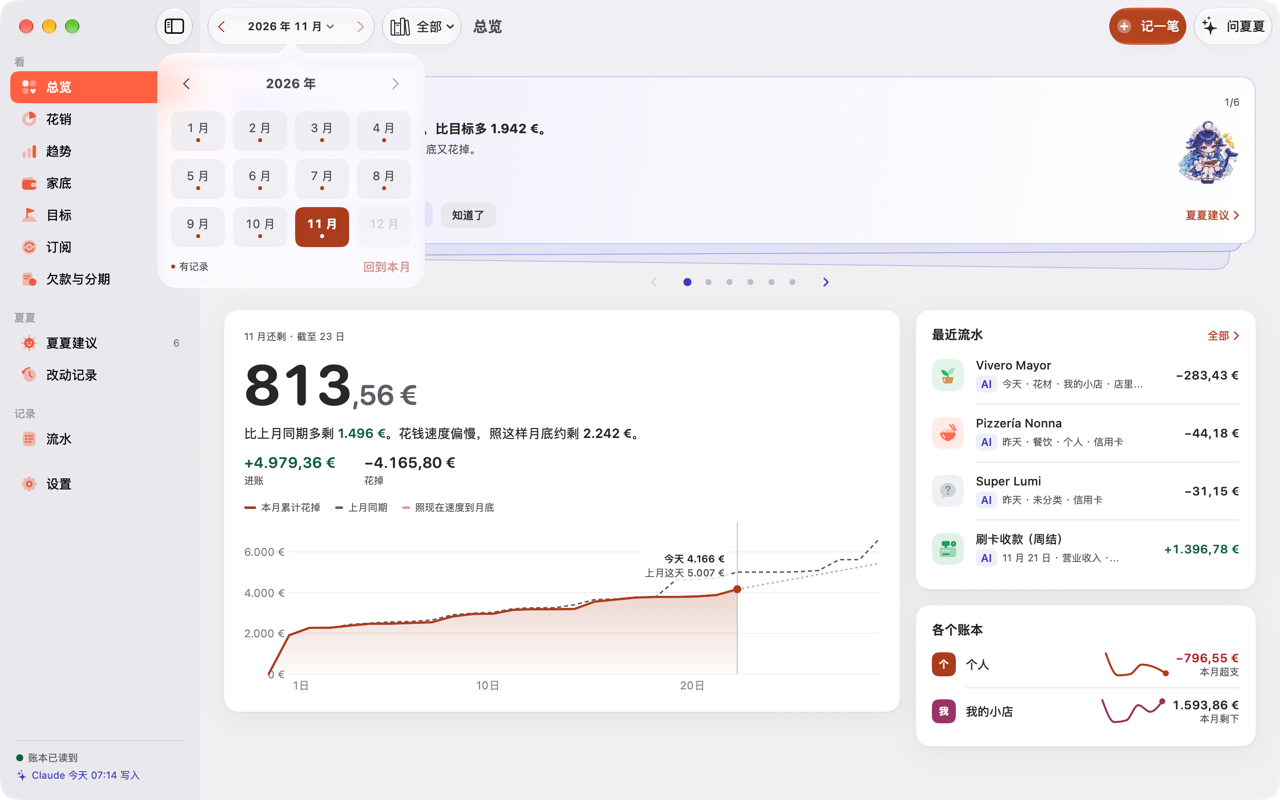 2026 年 11 月
全部
总览
记一笔
问夏夏
看
总览
花销
趋势
家底
目标
订阅
欠款与分期
夏夏
夏夏建议
6
改动记录
记录
流水
设置
账本已读到
Claude 今天 07:14 写入
2026 年
1 月
2 月
3 月
4 月
5 月
6 月
7 月
8 月
9 月
10 月
11 月
12 月
有记录
回到本月
1/6
，比目标多 1.942 €。
底又花掉。
知道了
夏夏建议
11 月还剩 · 截至 23 日
813,56 €
比上月同期多剩 1.496 €。花钱速度偏慢，照这样月底约剩 2.242 €。
+4.979,36 €
进账
−4.165,80 €
花掉
本月累计花掉
上月同期
照现在速度到月底
6.000 €
4.000 €
2.000 €
0 €
今天 4.166 €
上月这天 5.007 €
1日
10日
20日
最近流水
全部
Vivero Mayor
AI 今天 · 花材 · 我的小店 · 店里…
−283,43 €
Pizzería Nonna
AI 昨天 · 餐饮 · 个人 · 信用卡
−44,18 €
Super Lumi
AI 昨天 · 未分类 · 信用卡
−31,15 €
刷卡收款（周结）
AI 11 月 21 日 · 营业收入 · …
+1.396,78 €
各个账本
个人
−796,55 €
本月超支
我
我的小店
1.593,86 €
本月剩下